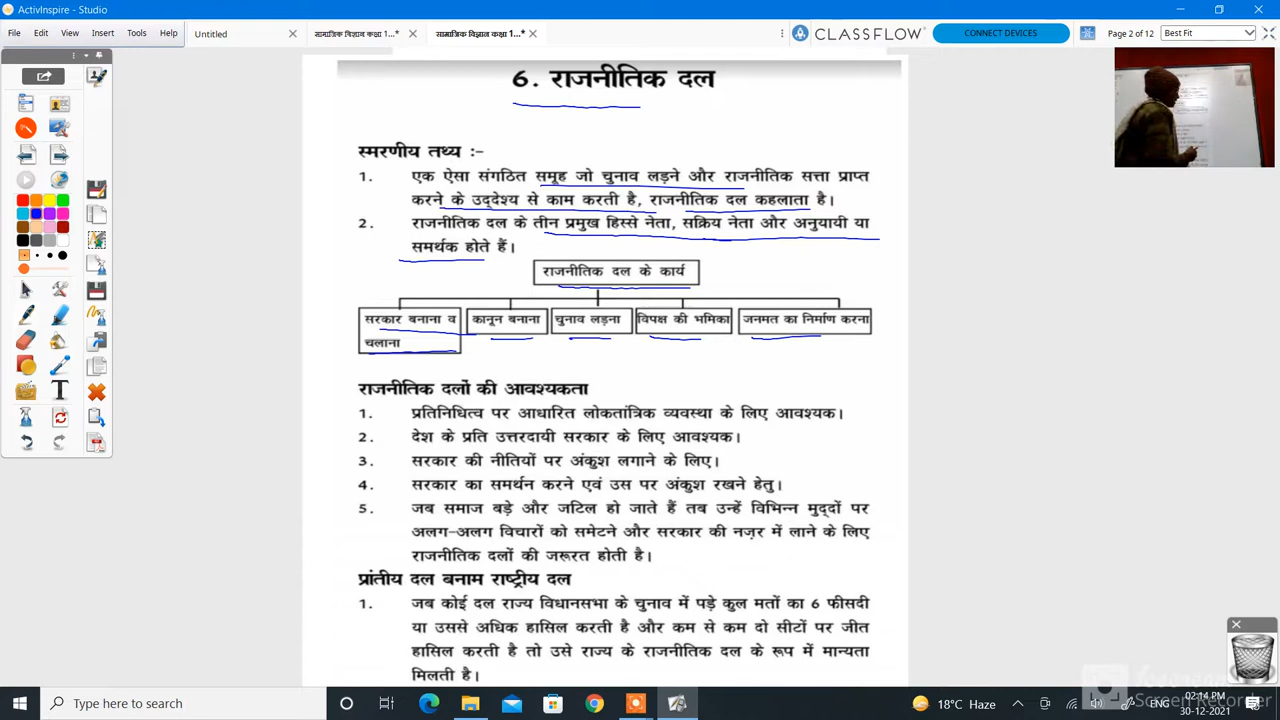 ActivInspire - Studio
File Edit View Insert Tools Help
Untitled
सामाजिक विज्ञान कक्षा 1...*
सामाजिक विज्ञान कक्षा 1...*
CLASSFLOW
CONNECT DEVICES
Page 2 of 12
Best Fit
6. राजनीतिक दल
स्मरणीय तथ्य :-
1. एक ऐसा संगठित समूह जो चुनाव लड़ने और राजनीतिक सत्ता प्राप्त
करने के उद्देश्य से काम करती है, राजनीतिक दल कहलाता है।
2. राजनीतिक दल के तीन प्रमुख हिस्से नेता, सक्रिय नेता और अनुयायी या
समर्थक होते हैं।
राजनीतिक दल के कार्य
सरकार बनाना व
चलाना
कानून बनाना
चुनाव लड़ना
विपक्ष की भमिका
जनमत का निर्माण करना
राजनीतिक दलों की आवश्यकता
1. प्रतिनिधित्व पर आधारित लोकतांत्रिक व्यवस्था के लिए आवश्यक।
2. देश के प्रति उत्तरदायी सरकार के लिए आवश्यक।
3. सरकार की नीतियों पर अंकुश लगाने के लिए।
4. सरकार का समर्थन करने एवं उस पर अंकुश रखने हेतु।
5. जब समाज बड़े और जटिल हो जाते हैं तब उन्हें विभिन्न मुद्दों पर
अलग-अलग विचारों को समेटने और सरकार की नज़र में लाने के लिए
राजनीतिक दलों की जरूरत होती है।
प्रांतीय दल बनाम राष्ट्रीय दल
1. जब कोई दल राज्य विधानसभा के चुनाव में पड़े कुल मतों का 6 फीसदी
या उससे अधिक हासिल करती है और कम से कम दो सीटों पर जीत
हासिल करती है तो उसे राज्य के राजनीतिक दल के रूप में मान्यता
मिलती है।
Type here to search
18°C Haze
ENG
02:14 PM
30-12-2021
Screen Recorder